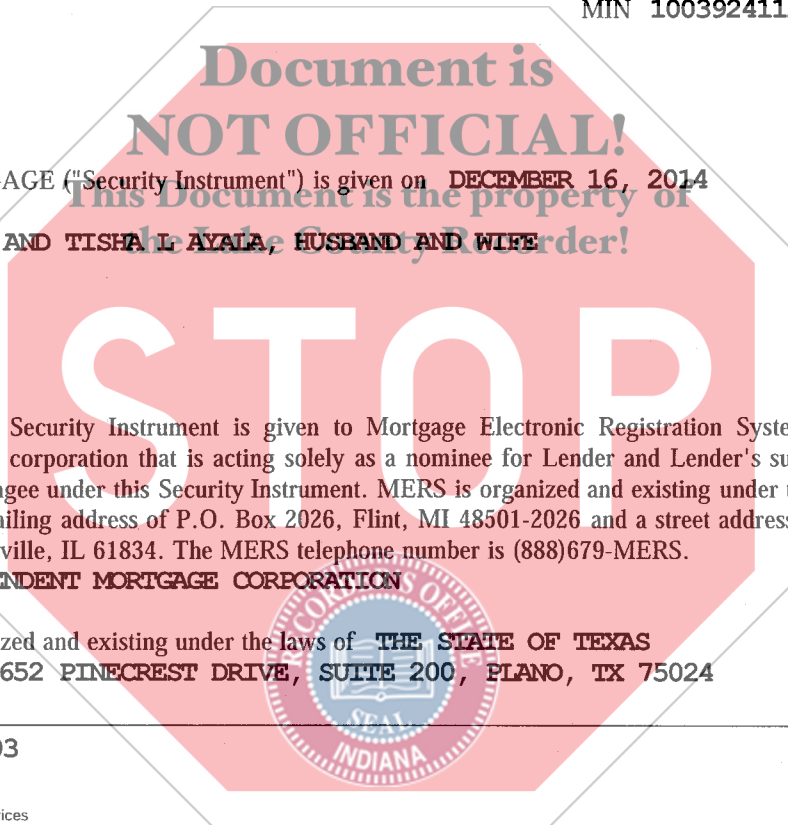 MIN 100392411
Document is
NOT OFFICIAL!
AGE ("Security Instrument") is given on DECEMBER 16, 2014
This Document is the property of
AND TISHA L AYALA, HUSBAND AND WIFE
the Lake County Recorder!
STOP
Security Instrument is given to Mortgage Electronic Registration Syste
corporation that is acting solely as a nominee for Lender and Lender's su
agee under this Security Instrument. MERS is organized and existing under
ailing address of P.O. Box 2026, Flint, MI 48501-2026 and a street address
ville, IL 61834. The MERS telephone number is (888)679-MERS.
ENDENT MORTGAGE CORPORATION
zed and existing under the laws of THE STATE OF TEXAS
652 PINECREST DRIVE, SUITE 200, PLANO, TX 75024
RECORDER'S OFFICE
SEAL
INDIANA
03
vices